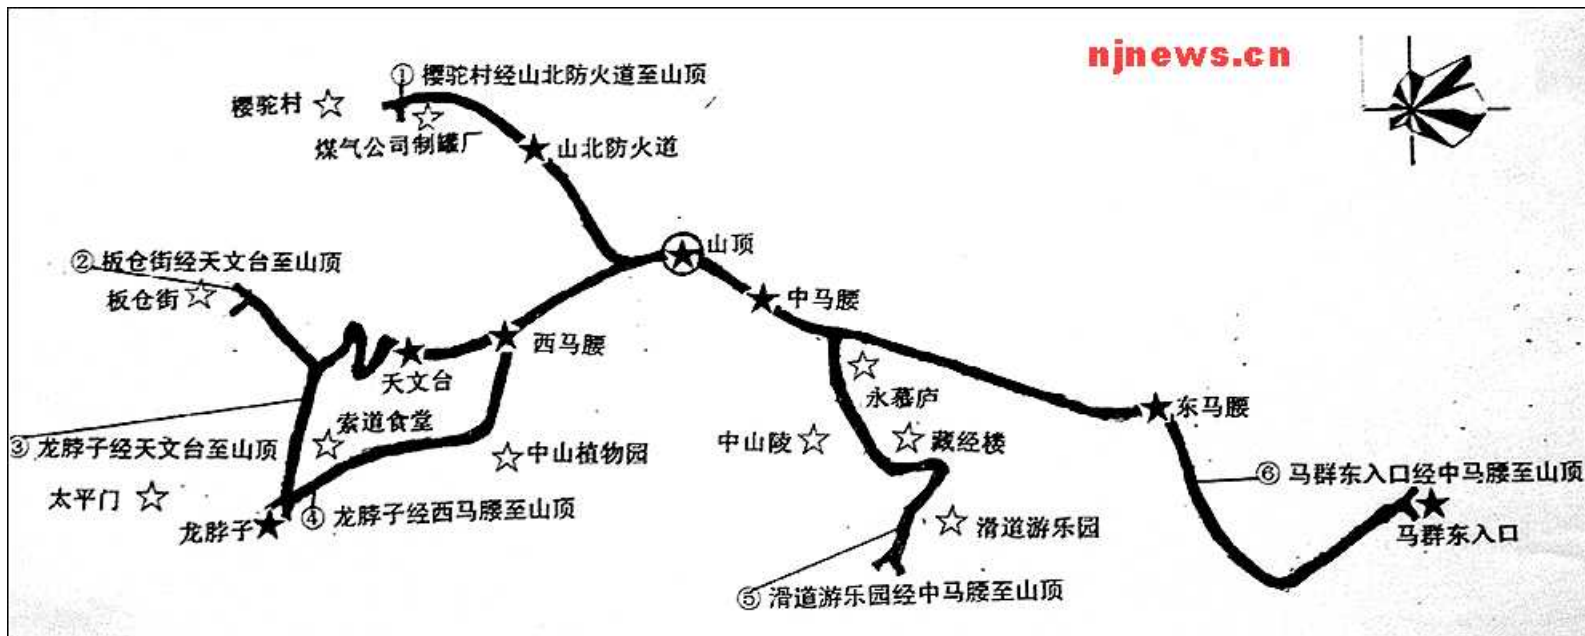 njnews.cn
① 樱驼村经山北防火道至山顶
樱驼村
煤气公司制罐厂
山北防火道
山顶
② 板仓街经天文台至山顶
板仓街
中马腰
西马腰
天文台
永慕庐
索道食堂
东马腰
③ 龙脖子经天文台至山顶
中山植物园
中山陵
藏经楼
⑥ 马群东入口经中马腰至山顶
太平门
龙脖子
④ 龙脖子经西马腰至山顶
滑道游乐园
马群东入口
⑤ 滑道游乐园经中马腰至山顶